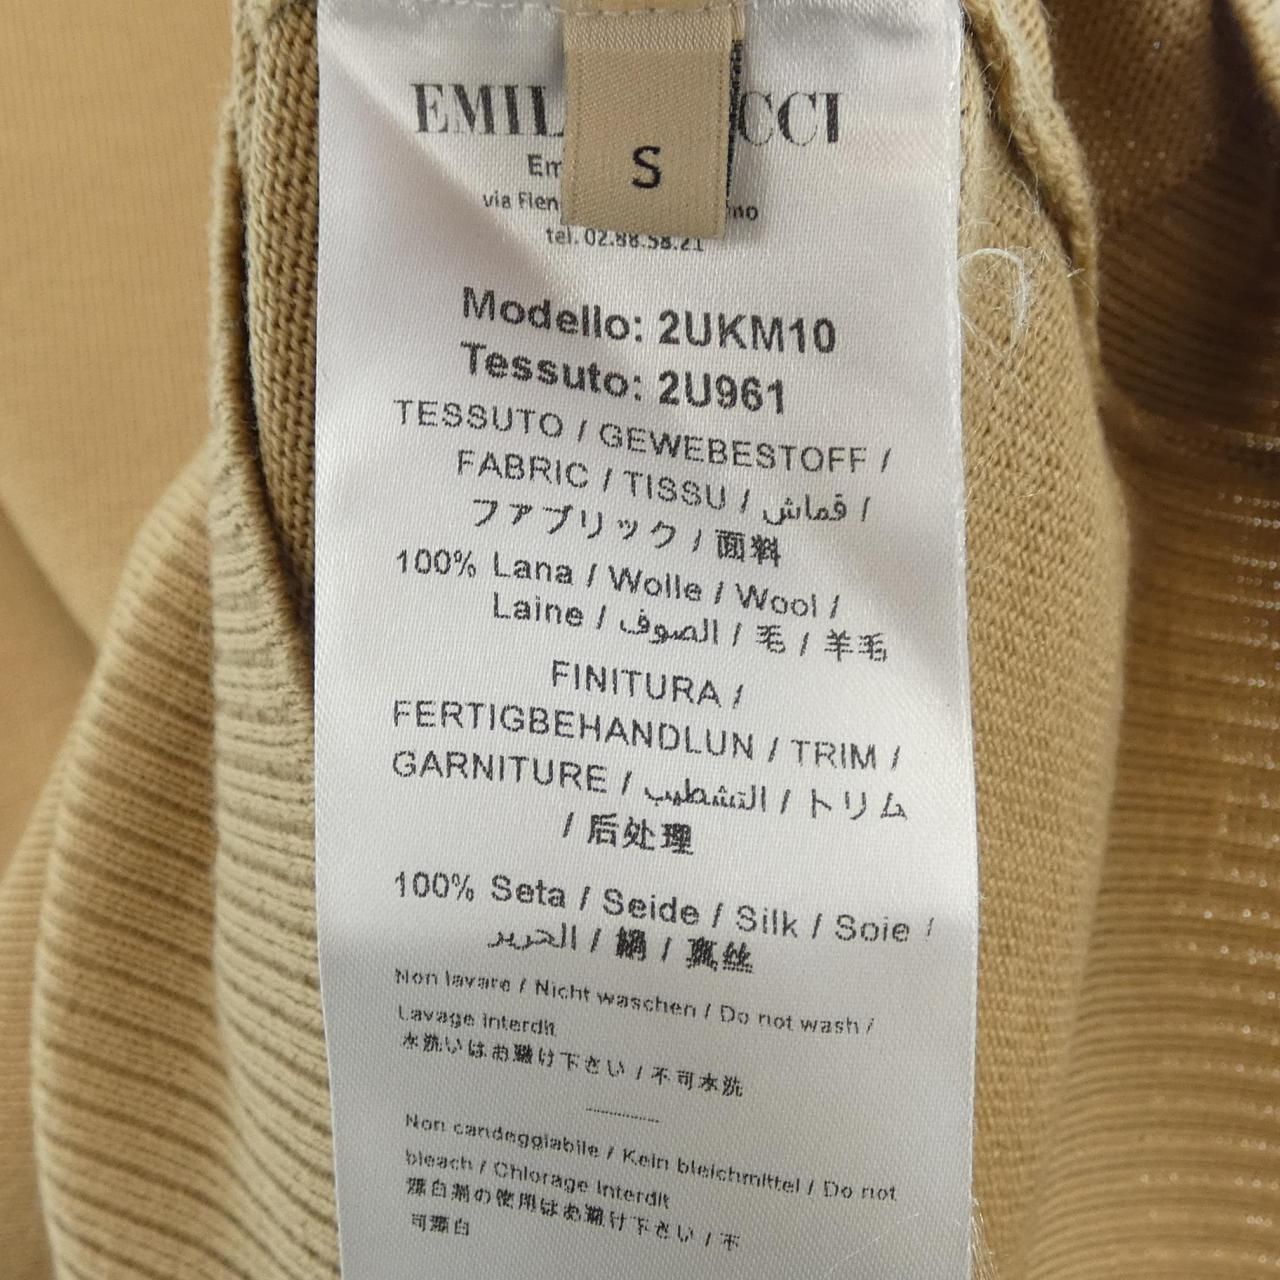 EMIL CCI
S
Em
via Fien
tel. 02.88.58.21
Modello: 2UKM10
Tessuto: 2U961
TESSUTO / GEWEBESTOFF /
FABRIC / TISSU / قماش /
ファブリック / 面料
100% Lana / Wolle / Wool /
Laine / الصوف / 毛 / 羊毛
FINITURA /
FERTIGBEHANDLUN / TRIM /
GARNITURE / التشطيب / トリム
/ 后处理
100% Seta / Seide / Silk / Soie /
الحرير / 絹 / 真丝
Non lavare / Nicht waschen / Do not wash /
Lavage interdit
水洗いはお避け下さい / 不可水洗
Non candeggiabile / Kein bleichmittel / Do not
bleach / Chlorage interdit
漂白剤の使用はお避け下さい / 不
可漂白